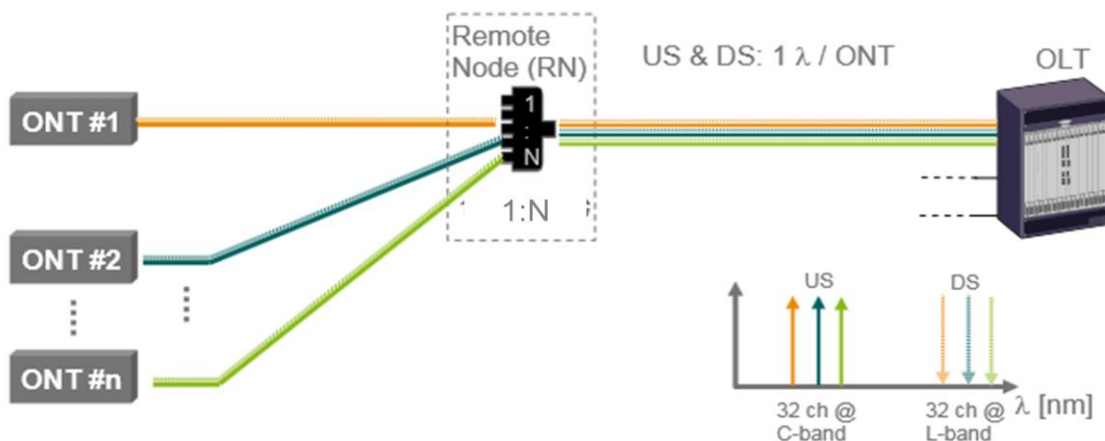 Remote
Node (RN)
US & DS: 1 λ / ONT
OLT
ONT #1
1
:
N
1:N
ONT #2
ONT #n
US
DS
32 ch @
C-band
32 ch @
L-band
λ [nm]